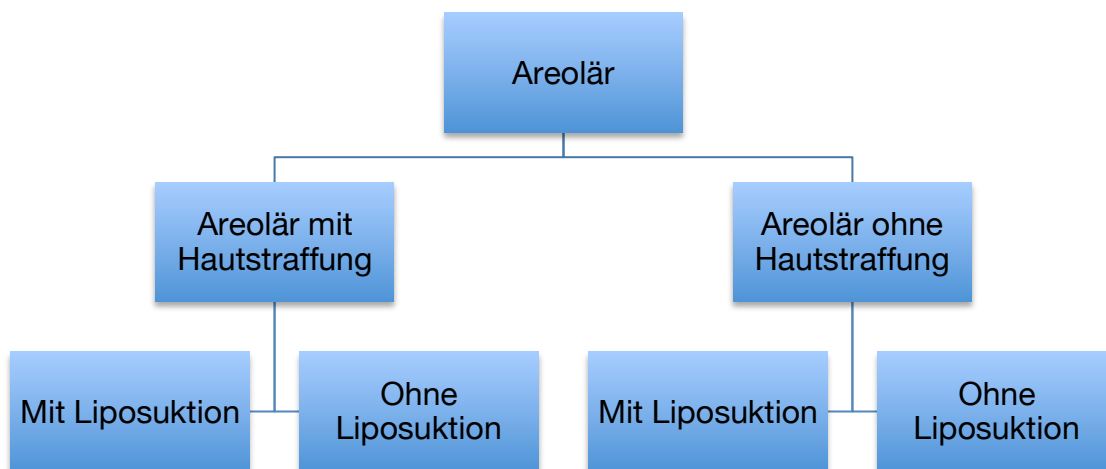 Areolär
Areolär mit
Hautstraffung
Areolär ohne
Hautstraffung
Mit Liposuktion
Ohne
Liposuktion
Mit Liposuktion
Ohne
Liposuktion